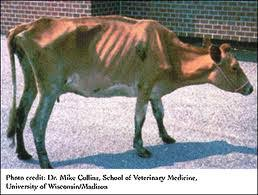 Photo credit: Dr. Mike Collins, School of Veterinary Medicine,
University of Wisconsin/Madison